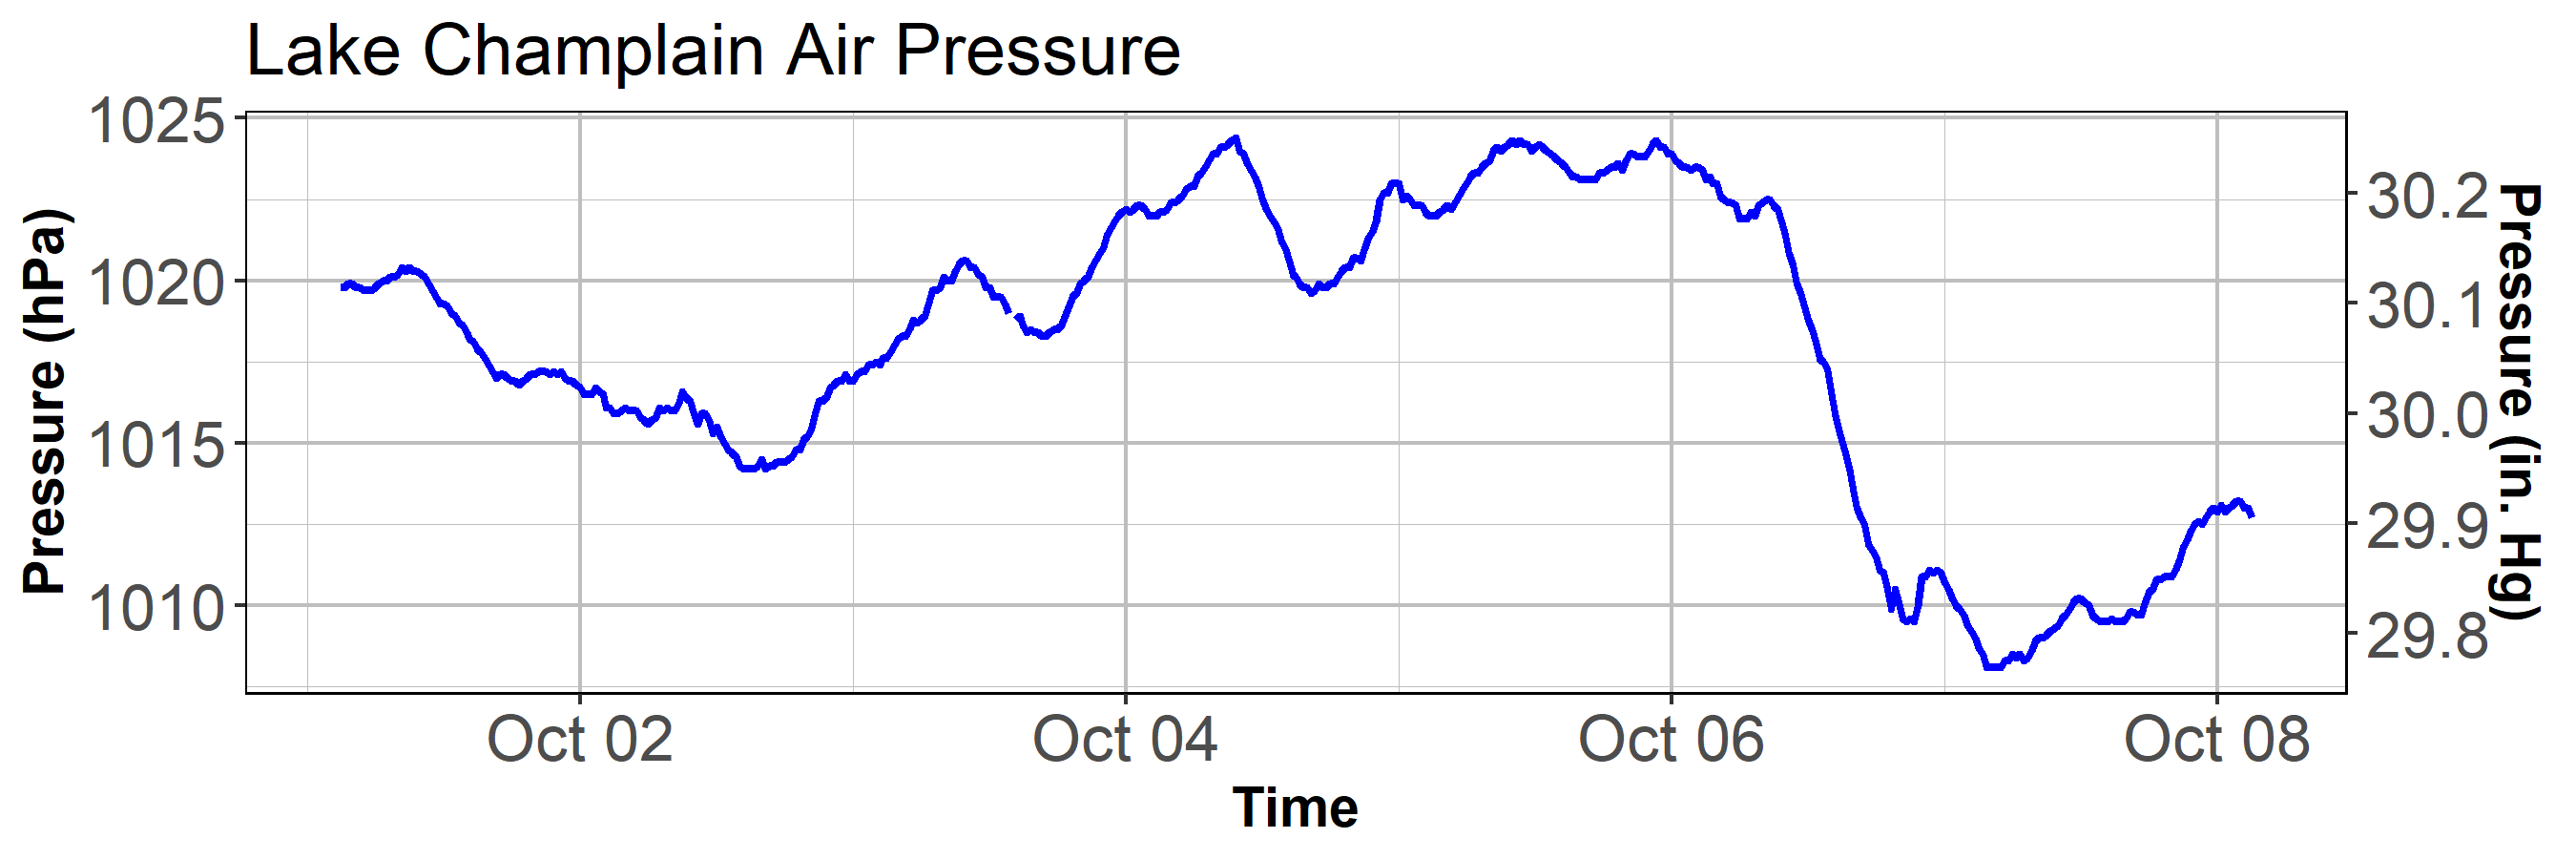 Lake Champlain Air Pressure
1025
1020
1015
1010
Pressure (hPa)
30.2
30.1
30.0
29.9
29.8
Pressure (in. Hg)
Oct 02
Oct 04
Oct 06
Oct 08
Time